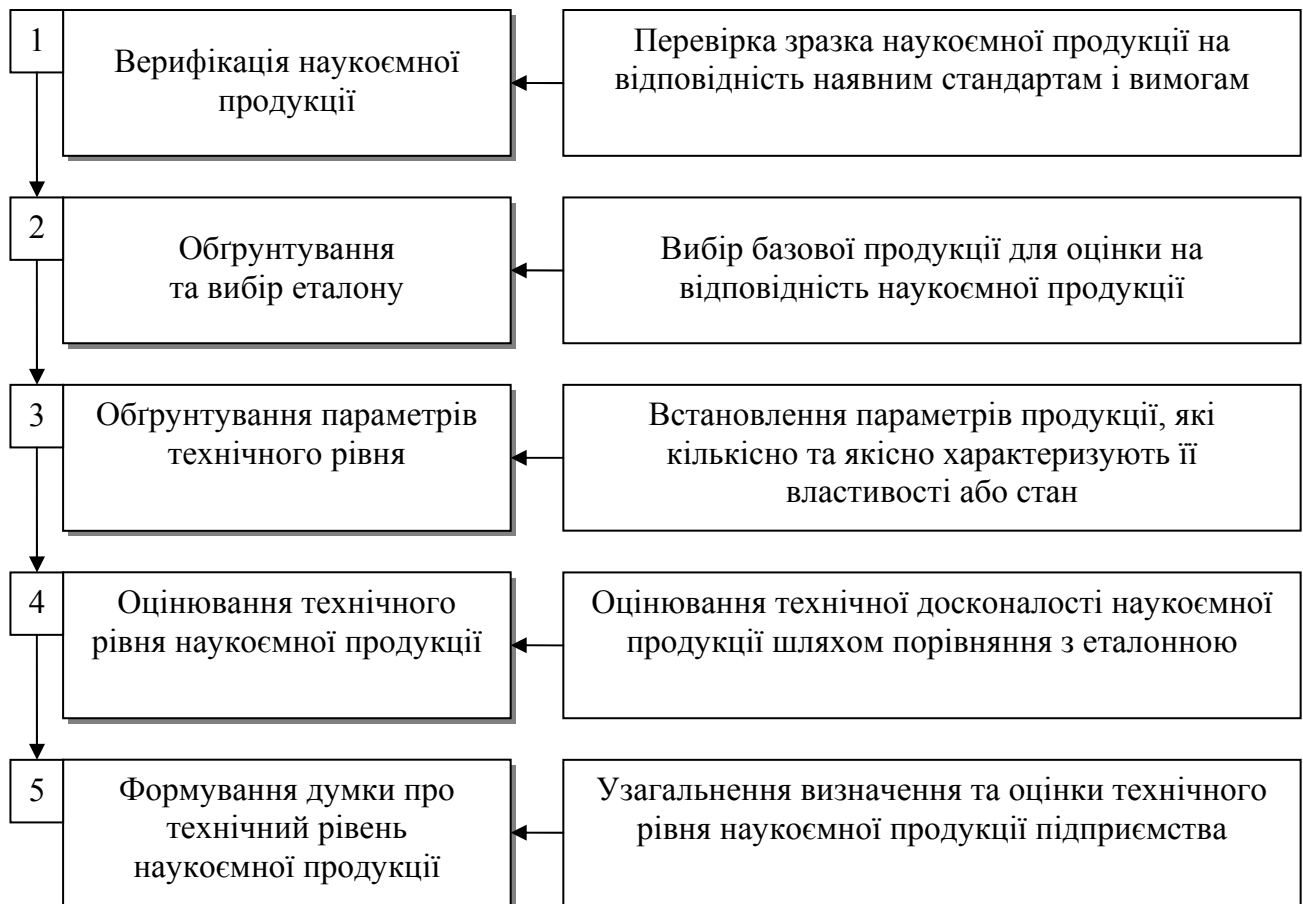 1
Верифікація наукоємної
продукції
Перевірка зразка наукоємної продукції на
відповідність наявним стандартам і вимогам
2
Обґрунтування
та вибір еталону
Вибір базової продукції для оцінки на
відповідність наукоємної продукції
3
Обґрунтування параметрів
технічного рівня
Встановлення параметрів продукції, які
кількісно та якісно характеризують її
властивості або стан
4
Оцінювання технічного
рівня наукоємної продукції
Оцінювання технічної досконалості наукоємної
продукції шляхом порівняння з еталонною
5
Формування думки про
технічний рівень
наукоємної продукції
Узагальнення визначення та оцінки технічного
рівня наукоємної продукції підприємства